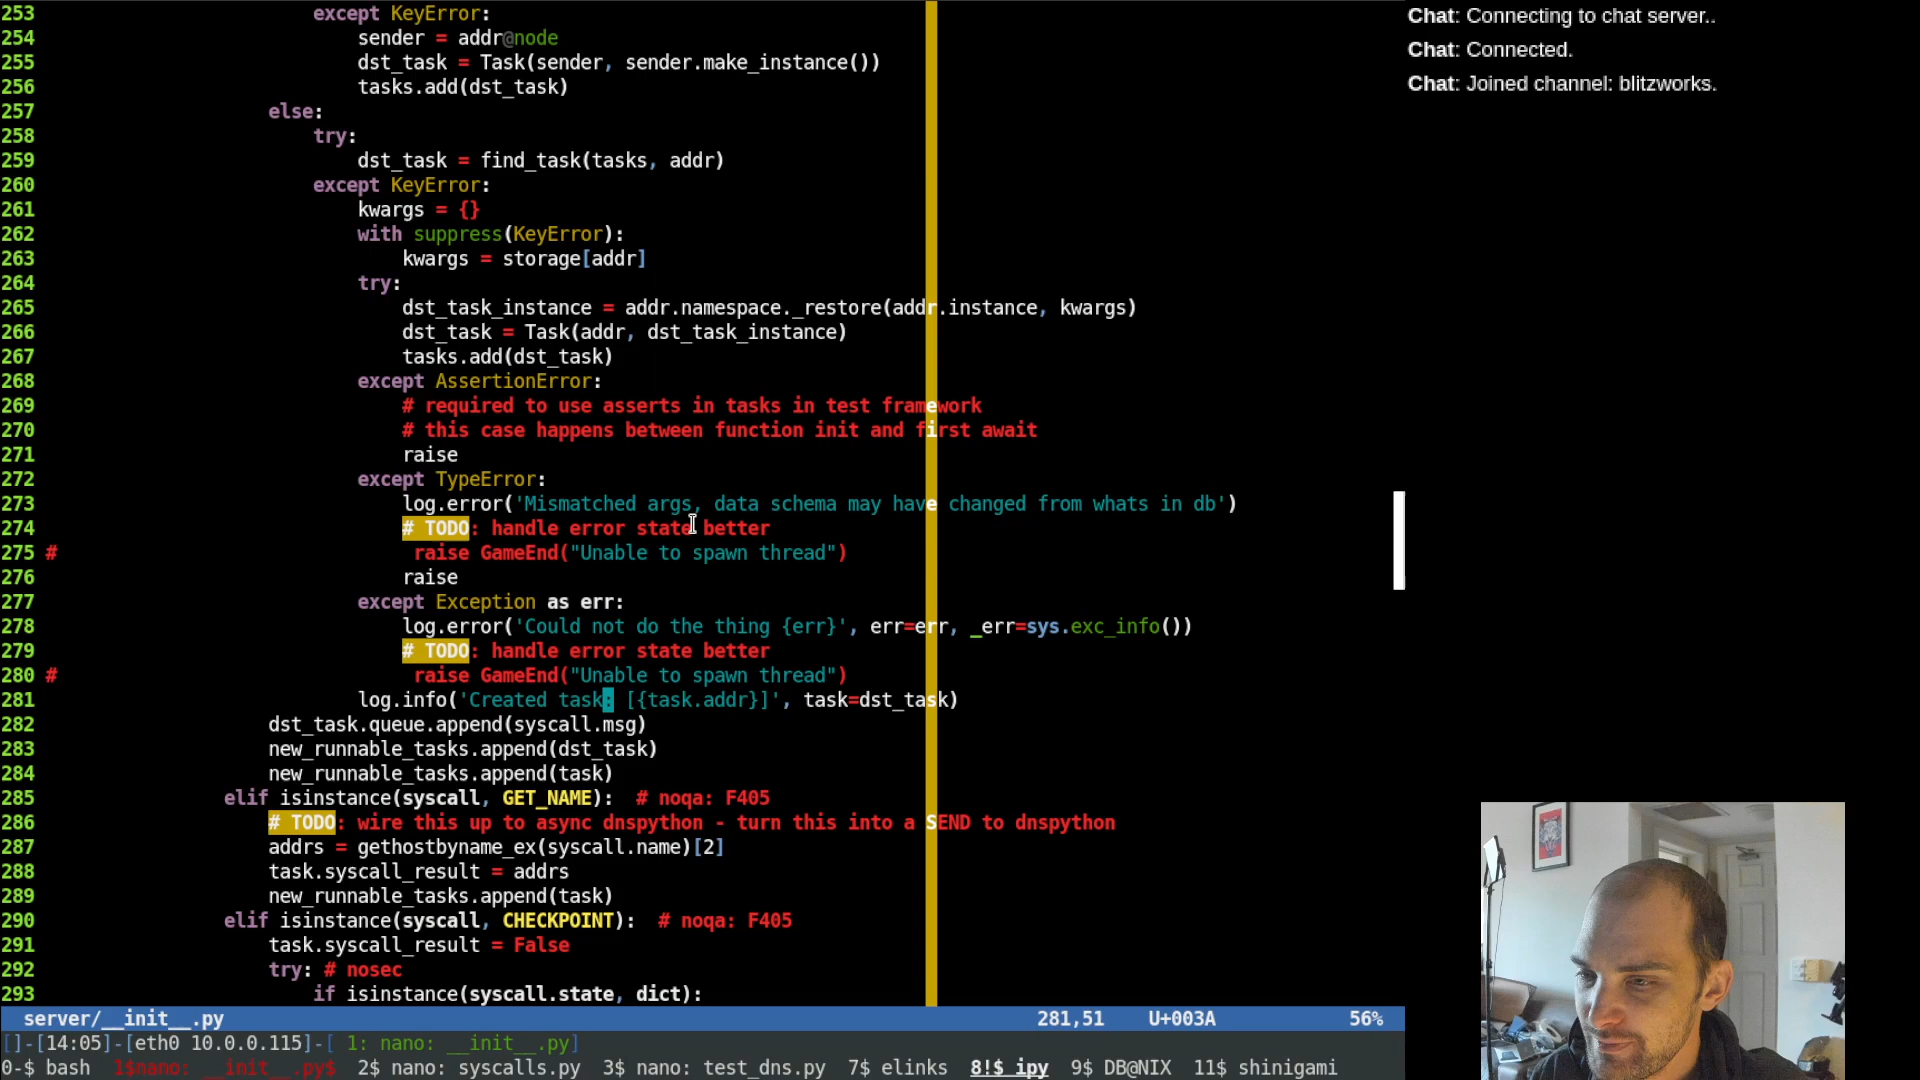 253 except KeyError:
254 sender = addr@node
255 dst_task = Task(sender, sender.make_instance())
256 tasks.add(dst_task)
257 else:
258 try:
259 dst_task = find_task(tasks, addr)
260 except KeyError:
261 kwargs = {}
262 with suppress(KeyError):
263 kwargs = storage[addr]
264 try:
265 dst_task_instance = addr.namespace._restore(addr.instance, kwargs)
266 dst_task = Task(addr, dst_task_instance)
267 tasks.add(dst_task)
268 except AssertionError:
269 # required to use asserts in tasks in test framework
270 # this case happens between function init and first await
271 raise
272 except TypeError:
273 log.error('Mismatched args, data schema may have changed from whats in db')
274 # TODO: handle error state better
275 # raise GameEnd("Unable to spawn thread")
276 raise
277 except Exception as err:
278 log.error('Could not do the thing {err}', err=err, _err=sys.exc_info())
279 # TODO: handle error state better
280 # raise GameEnd("Unable to spawn thread")
281 log.info('Created task: [{task.addr}]', task=dst_task)
282 dst_task.queue.append(syscall.msg)
283 new_runnable_tasks.append(dst_task)
284 new_runnable_tasks.append(task)
285 elif isinstance(syscall, GET_NAME): # noqa: F405
286 # TODO: wire this up to async dnspython - turn this into a SEND to dnspython
287 addrs = gethostbyname_ex(syscall.name)[2]
288 task.syscall_result = addrs
289 new_runnable_tasks.append(task)
290 elif isinstance(syscall, CHECKPOINT): # noqa: F405
291 task.syscall_result = False
292 try: # nosec
293 if isinstance(syscall.state, dict):
server/__init__.py 281,51 U+003A 56%
[]-[14:05]-[eth0 10.0.0.115]-[ 1: nano: __init__.py]
0-$ bash 1$nano: __init__.py$ 2$ nano: syscalls.py 3$ nano: test_dns.py 7$ elinks 8!$ ipy 9$ DB@NIX 11$ shinigami
Chat: Connecting to chat server..
Chat: Connected.
Chat: Joined channel: blitzworks.